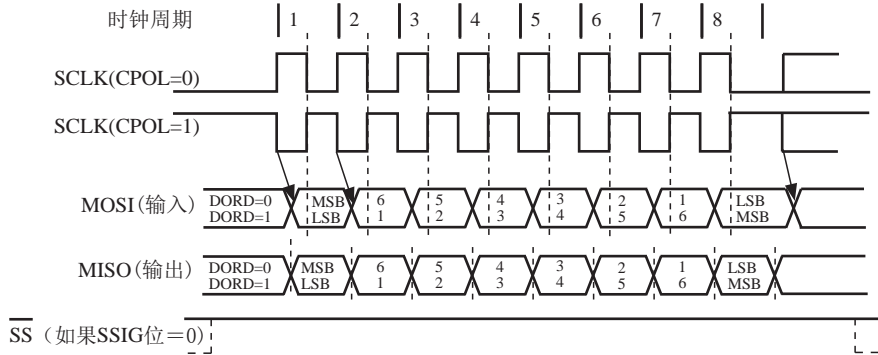 时钟周期 1 2 3 4 5 6 7 8
SCLK(CPOL=0)
SCLK(CPOL=1)
MOSI(输入) DORD=0 MSB 6 5 4 3 2 1 LSB
DORD=1 LSB 1 2 3 4 5 6 MSB
MISO(输出) DORD=0 MSB 6 5 4 3 2 1 LSB
DORD=1 LSB 1 2 3 4 5 6 MSB
SS（如果SSIG位＝0)